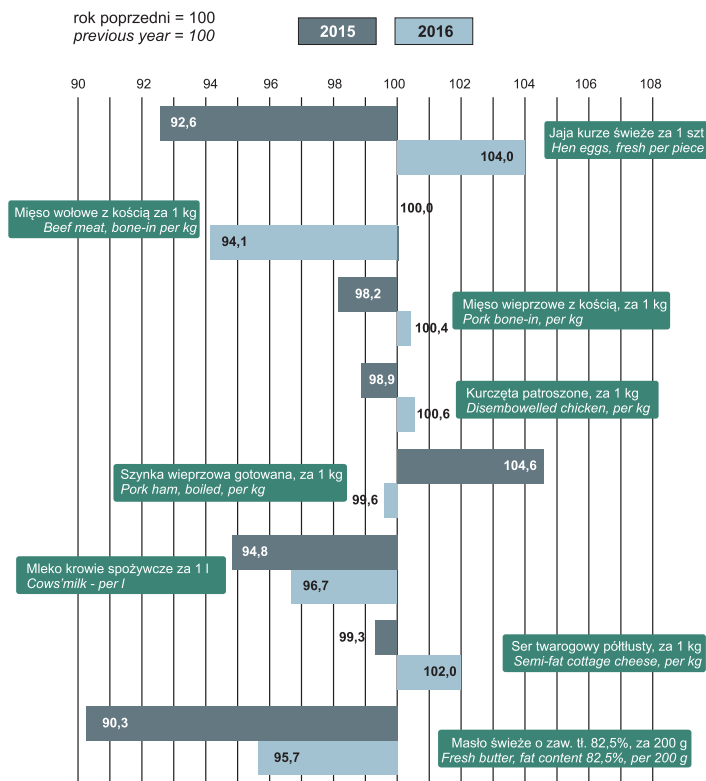 rok poprzedni = 100
previous year = 100
2015 2016
90 92 94 96 98 100 102 104 106 108
92,6
Jaja kurze świeże za 1 szt
Hen eggs, fresh per piece
104,0
100,0
Mięso wołowe z kością za 1 kg
Beef meat, bone-in per kg
94,1
98,2
Mięso wieprzowe z kością, za 1 kg
Pork bone-in, per kg
100,4
98,9
Kurczęta patroszone, za 1 kg
Disembowelled chicken, per kg
100,6
104,6
Szynka wieprzowa gotowana, za 1 kg
Pork ham, boiled, per kg
99,6
94,8
Mleko krowie spożywcze za 1 l
Cows'milk - per l
96,7
99,3
Ser twarogowy półtłusty, za 1 kg
Semi-fat cottage cheese, per kg
102,0
90,3
Masło świeże o zaw. tł. 82,5%, za 200 g
Fresh butter, fat content 82,5%, per 200 g
95,7